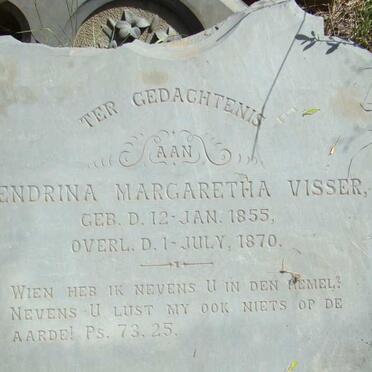 TER GEDACHTENIS
AAN
ENDRINA MARGARETHA VISSER,
GEB. D. 12-JAN. 1855,
OVERL. D. 1-JULY, 1870.
WIEN HEB IK NEVENS U IN DEN HEMEL?
NEVENS U LUST MY OOK NIETS OP DE
AARDE! PS. 73.25.